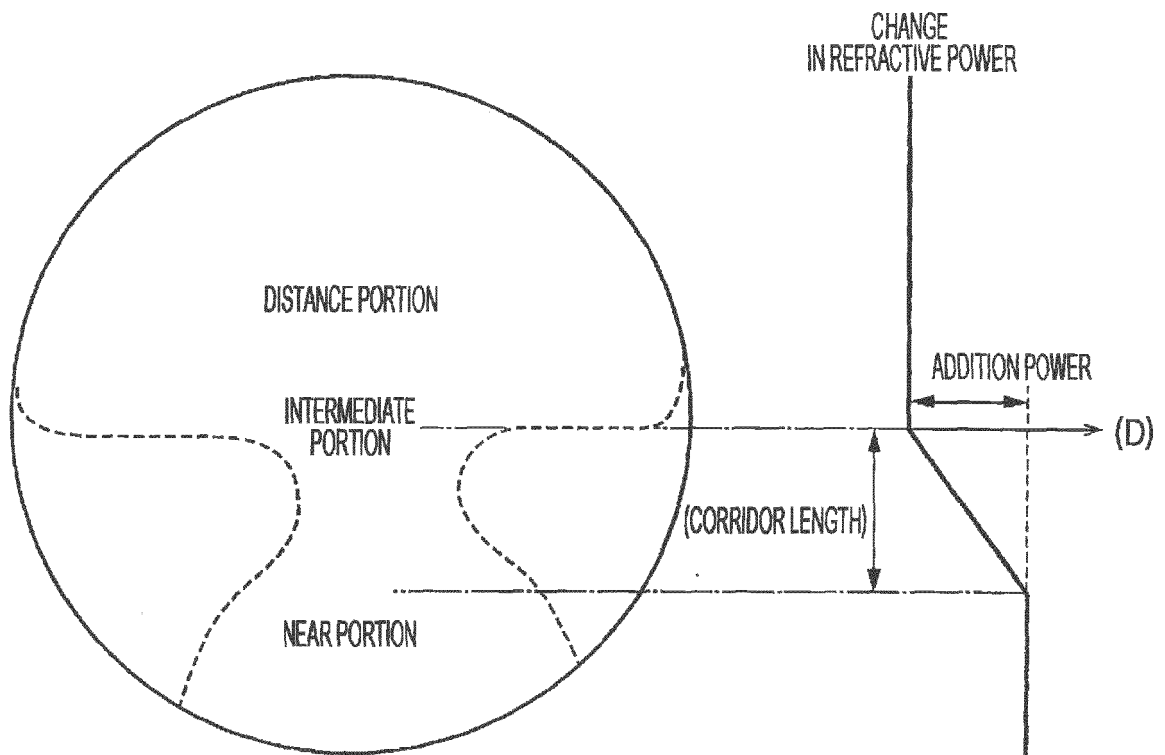 CHANGE
IN REFRACTIVE POWER
DISTANCE PORTION
ADDITION POWER
INTERMEDIATE
PORTION
(D)
(CORRIDOR LENGTH)
NEAR PORTION